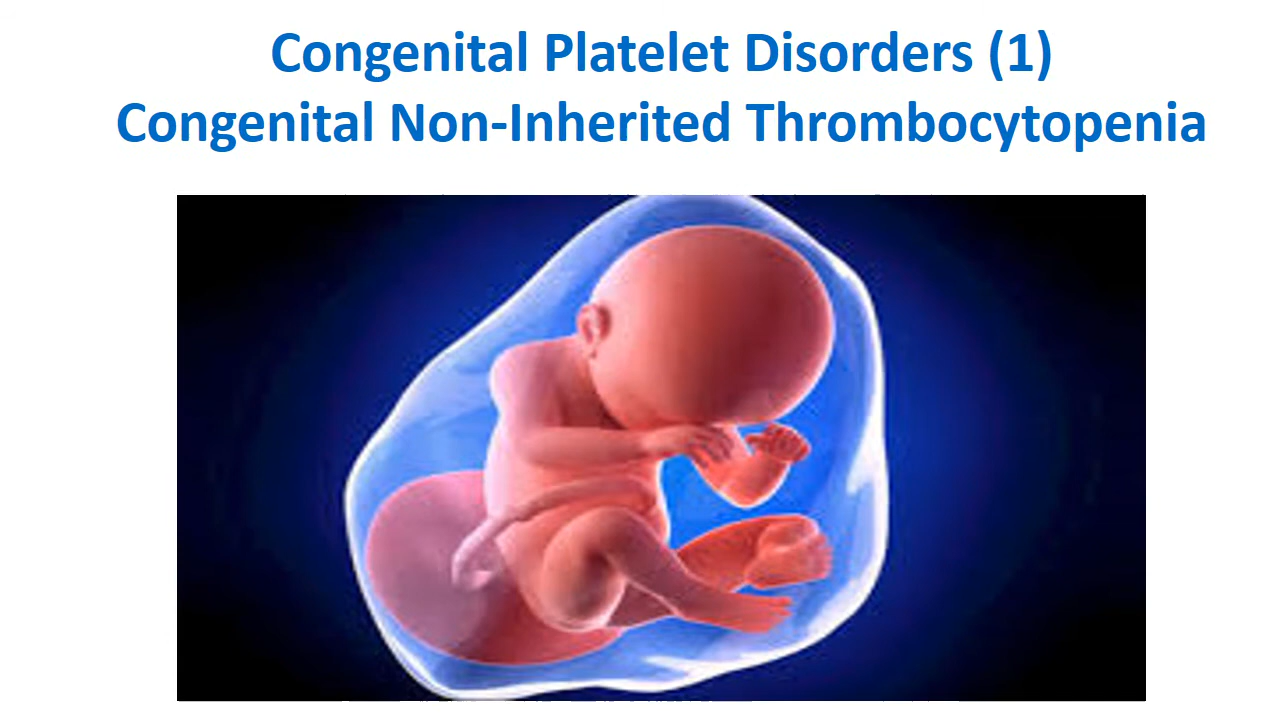 Congenital Platelet Disorders (1)
Congenital Non-Inherited Thrombocytopenia